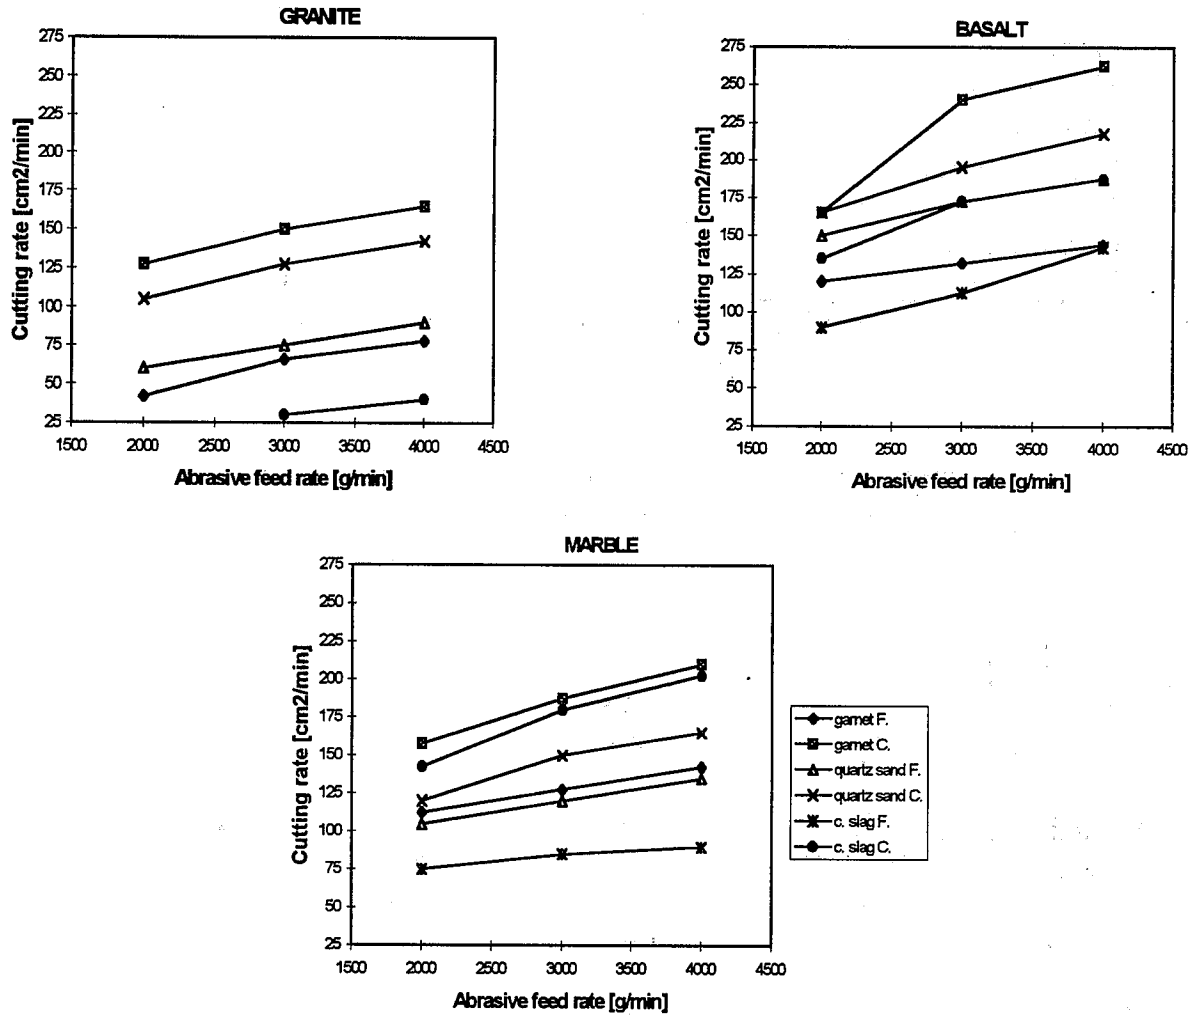 GRANITE
275
250
225
200
175
150
125
100
75
50
25
Cutting rate [cm2/min]
1500 2000 2500 3000 3500 4000 4500
Abrasive feed rate [g/min]
BASALT
275
250
225
200
175
150
125
100
75
50
25
Cutting rate [cm2/min]
1500 2000 2500 3000 3500 4000 4500
Abrasive feed rate [g/min]
MARBLE
275
250
225
200
175
150
125
100
75
50
25
Cutting rate [cm2/min]
1500 2000 2500 3000 3500 4000 4500
Abrasive feed rate [g/min]
garnet F.
garnet C.
quartz sand F.
quartz sand C.
c. slag F.
c. slag C.